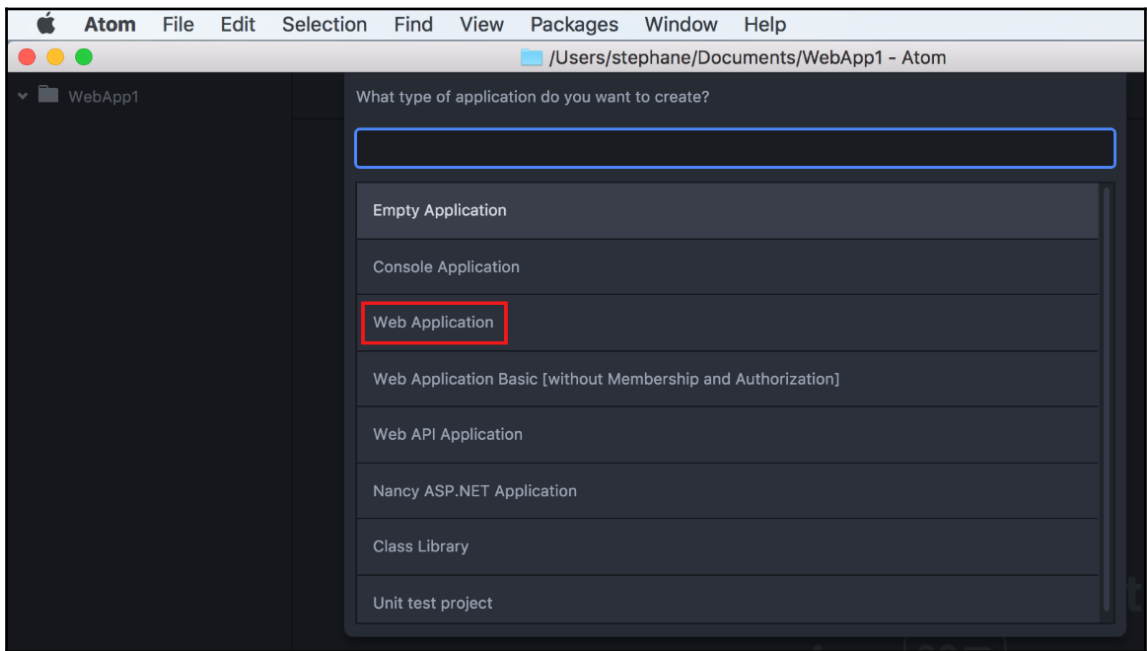 Atom File Edit Selection Find View Packages Window Help
/Users/stephane/Documents/WebApp1 - Atom
WebApp1
What type of application do you want to create?
Empty Application
Console Application
Web Application
Web Application Basic [without Membership and Authorization]
Web API Application
Nancy ASP.NET Application
Class Library
Unit test project